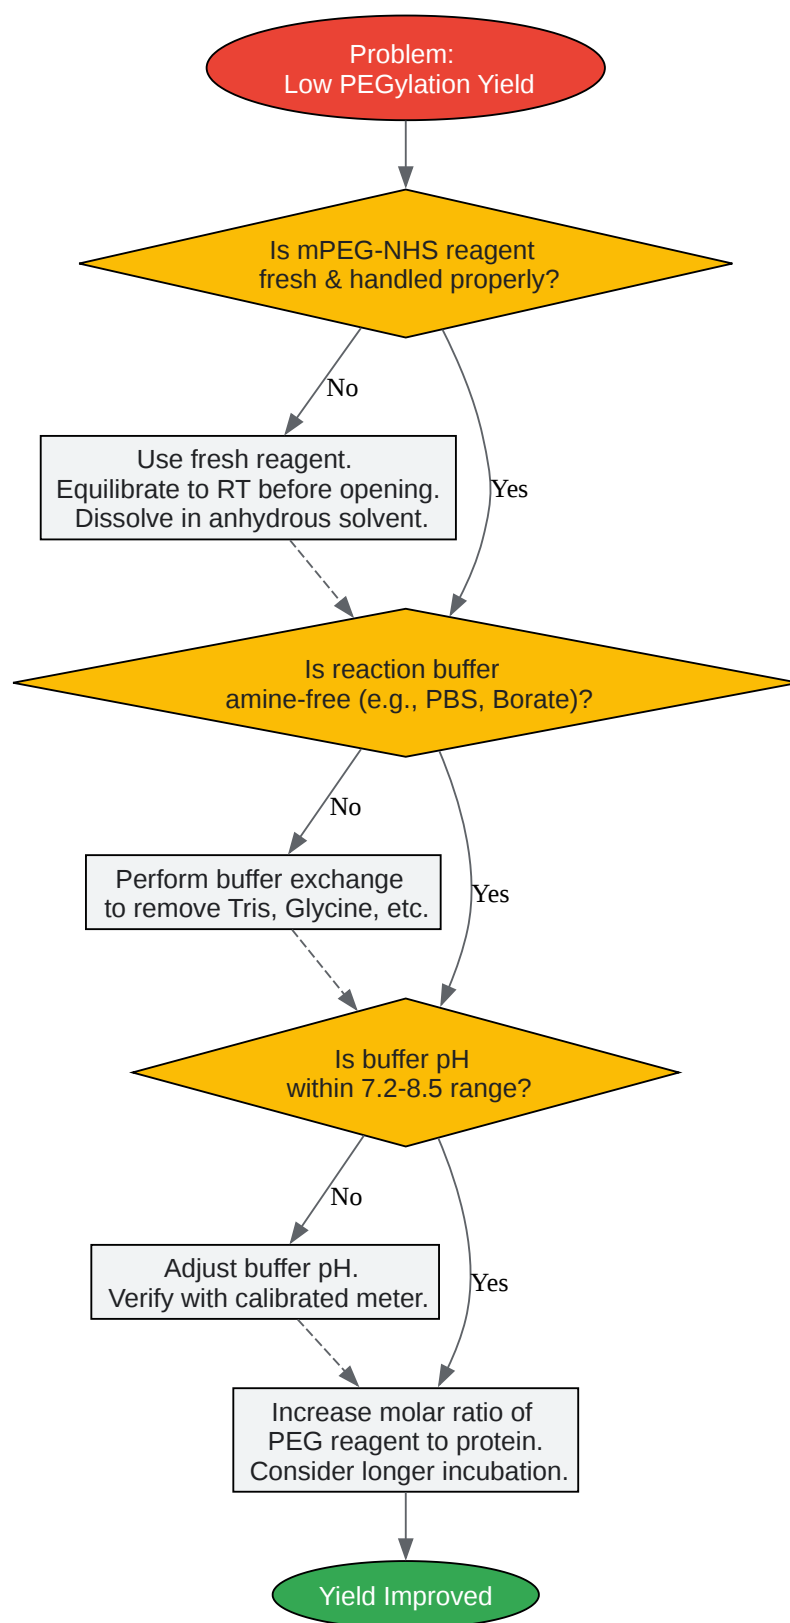 Problem:
Low PEGylation Yield
Is mPEG-NHS reagent
fresh & handled properly?
No
Yes
Use fresh reagent.
Equilibrate to RT before opening.
Dissolve in anhydrous solvent.
Is reaction buffer
amine-free (e.g., PBS, Borate)?
No
Yes
Perform buffer exchange
to remove Tris, Glycine, etc.
Is buffer pH
within 7.2-8.5 range?
No
Yes
Adjust buffer pH.
Verify with calibrated meter.
Increase molar ratio of
PEG reagent to protein.
Consider longer incubation.
Yield Improved